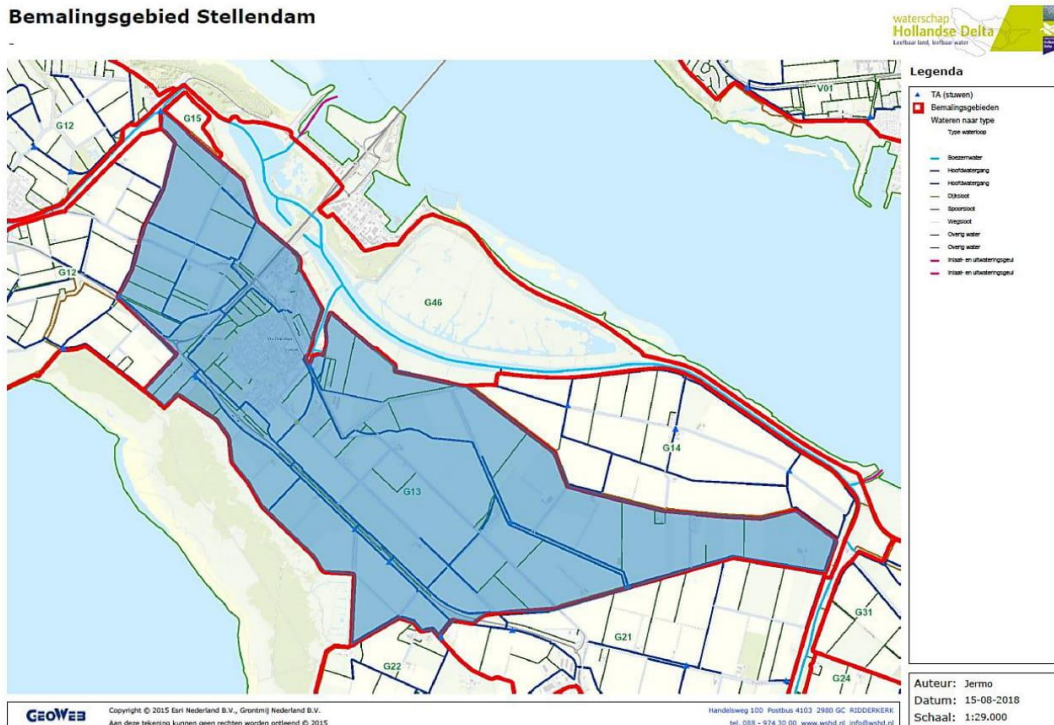 Bemalingsgebied Stellendam
-
waterschap
Hollandse Delta
Leefbaar land, leefbaar water
Legenda
TA (stuwen)
Bemalingsgebieden
Wateren naar type
Type waterloop
Boezemwater
Hoofdwatergang
Hoofdwatergang
Dijksloot
Spoorsloot
Wegsloot
Overig water
Overig water
Inlaat- en uitwateringsgeul
Inlaat- en uitwateringsgeul
G12
G15
V01
G12
G46
G14
G13
G21
G22
G31
G24
GEOWEB
Copyright © 2015 Esri Nederland B.V., Grontmij Nederland B.V.
Aan deze tekening kunnen geen rechten worden ontleend © 2015
Handelsweg 100 Postbus 4103 2980 GC RIDDERKERK
tel. 088 - 974 30 00 www.wshd.nl info@wshd.nl
Auteur: Jermo
Datum: 15-08-2018
Schaal: 1:29.000